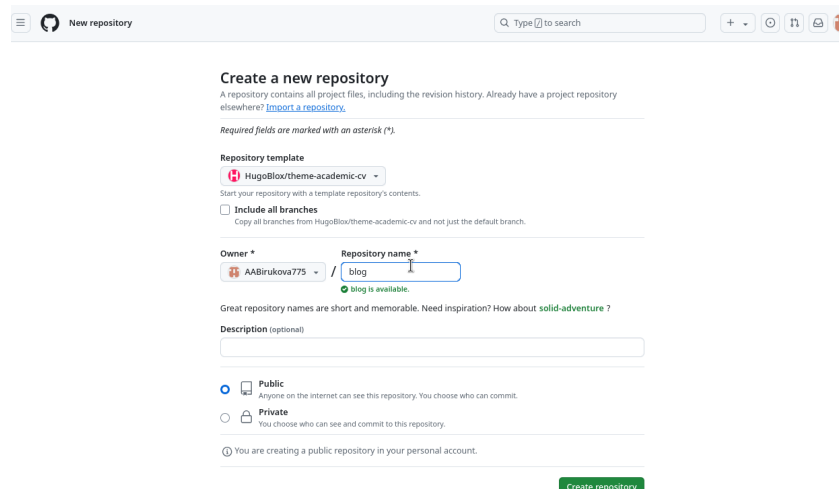 New repository
Type / to search
Create a new repository
A repository contains all project files, including the revision history. Already have a project repository
elsewhere? Import a repository.
Required fields are marked with an asterisk (*).
Repository template
HugoBlox/theme-academic-cv
Start your repository with a template repository's contents.
Include all branches
Copy all branches from HugoBlox/theme-academic-cv and not just the default branch.
Owner * Repository name *
AABirukova775 / blog
blog is available.
Great repository names are short and memorable. Need inspiration? How about solid-adventure ?
Description (optional)
Public
Anyone on the internet can see this repository. You choose who can commit.
Private
You choose who can see and commit to this repository.
You are creating a public repository in your personal account.
Create repository